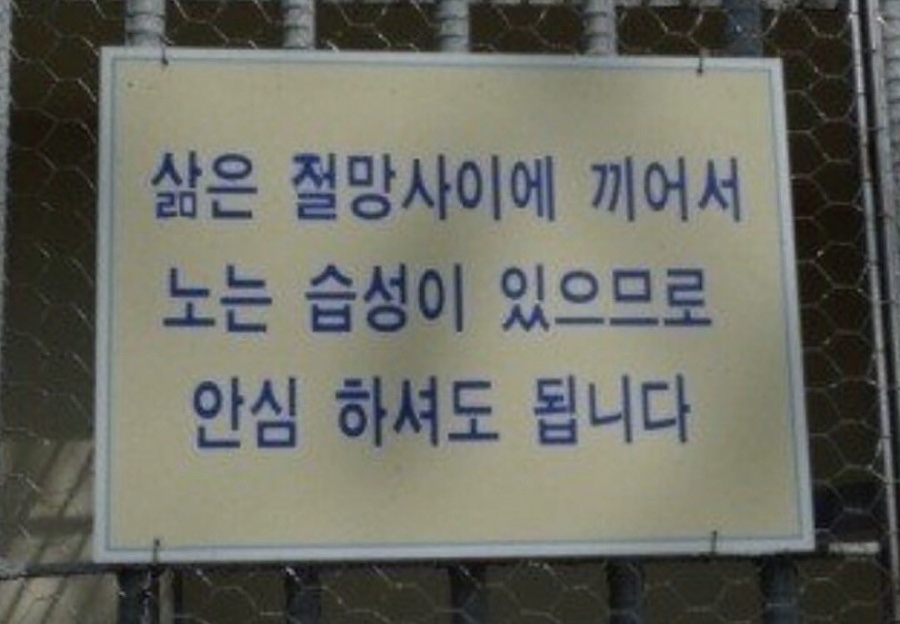 삶은 절망사이에 끼어서
노는 습성이 있으므로
안심 하셔도 됩니다